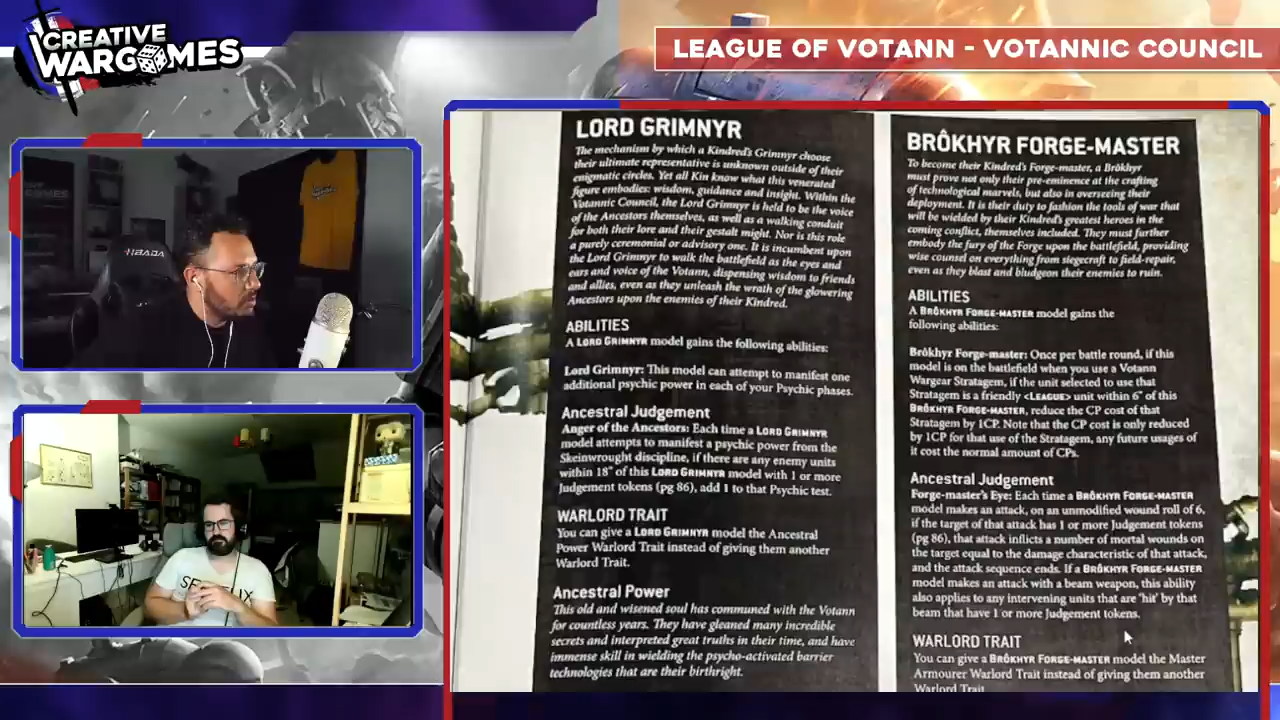 CREATIVE
WARGAMES
LEAGUE OF VOTANN - VOTANNIC COUNCIL
HBADA
LORD GRIMNYR
The mechanism by which a Kindred's Grimnyr choose
their ultimate representative is unknown outside of their
enigmatic circles. Yet all Kin know what this venerated
figure embodies: wisdom, guidance and insight. Within the
Votannic Council, the Lord Grimnyr is held to be the voice
of the Ancestors themselves, as well as a walking conduit
for both their lore and their gestalt might. Nor is this role
a purely ceremonial or advisory one. It is incumbent upon
the Lord Grimnyr to walk the battlefield as the eyes and
ears and voice of the Votann, dispensing wisdom to friends
and allies, even as they unleash the wrath of the glowering
Ancestors upon the enemies of their Kindred.
ABILITIES
A LORD GRIMNYR model gains the following abilities:
Lord Grimnyr: This model can attempt to manifest one
additional psychic power in each of your Psychic phases.
Ancestral Judgement
Anger of the Ancestors: Each time a LORD GRIMNYR
model attempts to manifest a psychic power from the
Skeinwrought discipline, if there are any enemy units
within 18" of this LORD GRIMNYR model with 1 or more
Judgement tokens (pg 86), add 1 to that Psychic test.
WARLORD TRAIT
You can give a LORD GRIMNYR model the Ancestral
Power Warlord Trait instead of giving them another
Warlord Trait.
Ancestral Power
This old and wisened soul has communed with the Votann
for countless years. They have gleaned many incredible
secrets and interpreted great truths in their time, and have
immense skill in wielding the psycho-activated barrier
technologies that are their birthright.
BRÔKHYR FORGE-MASTER
To become their Kindred's Forge-master, a Brôkhyr
must prove not only their pre-eminence at the crafting
of technological marvels, but also in overseeing their
deployment. It is their duty to fashion the tools of war that
will be wielded by their Kindred's greatest heroes in the
coming conflict, themselves included. They must further
embody the fury of the Forge upon the battlefield, providing
wise counsel on everything from siegecraft to field-repair,
even as they blast and bludgeon their enemies to ruin.
ABILITIES
A BRÔKHYR FORGE-MASTER model gains the
following abilities:
Brôkhyr Forge-master: Once per battle round, if this
model is on the battlefield when you use a Votann
Wargear Stratagem, if the unit selected to use that
Stratagem is a friendly <LEAGUE> unit within 6" of this
BRÔKHYR FORGE-MASTER, reduce the CP cost of that
Stratagem by 1CP. Note that the CP cost is only reduced
by 1CP for that use of the Stratagem, any future usages of
it cost the normal amount of CPs.
Ancestral Judgement
Forge-master's Eye: Each time a BRÔKHYR FORGE-MASTER
model makes an attack, on an unmodified wound roll of 6,
if the target of that attack has 1 or more Judgement tokens
(pg 86), that attack inflicts a number of mortal wounds on
the target equal to the damage characteristic of that attack,
and the attack sequence ends. If a BRÔKHYR FORGE-MASTER
model makes an attack with a beam weapon, this ability
also applies to any intervening units that are 'hit' by that
beam that have 1 or more Judgement tokens.
WARLORD TRAIT
You can give a BRÔKHYR FORGE-MASTER model the Master
Armourer Warlord Trait instead of giving them another
Warlord Trait.